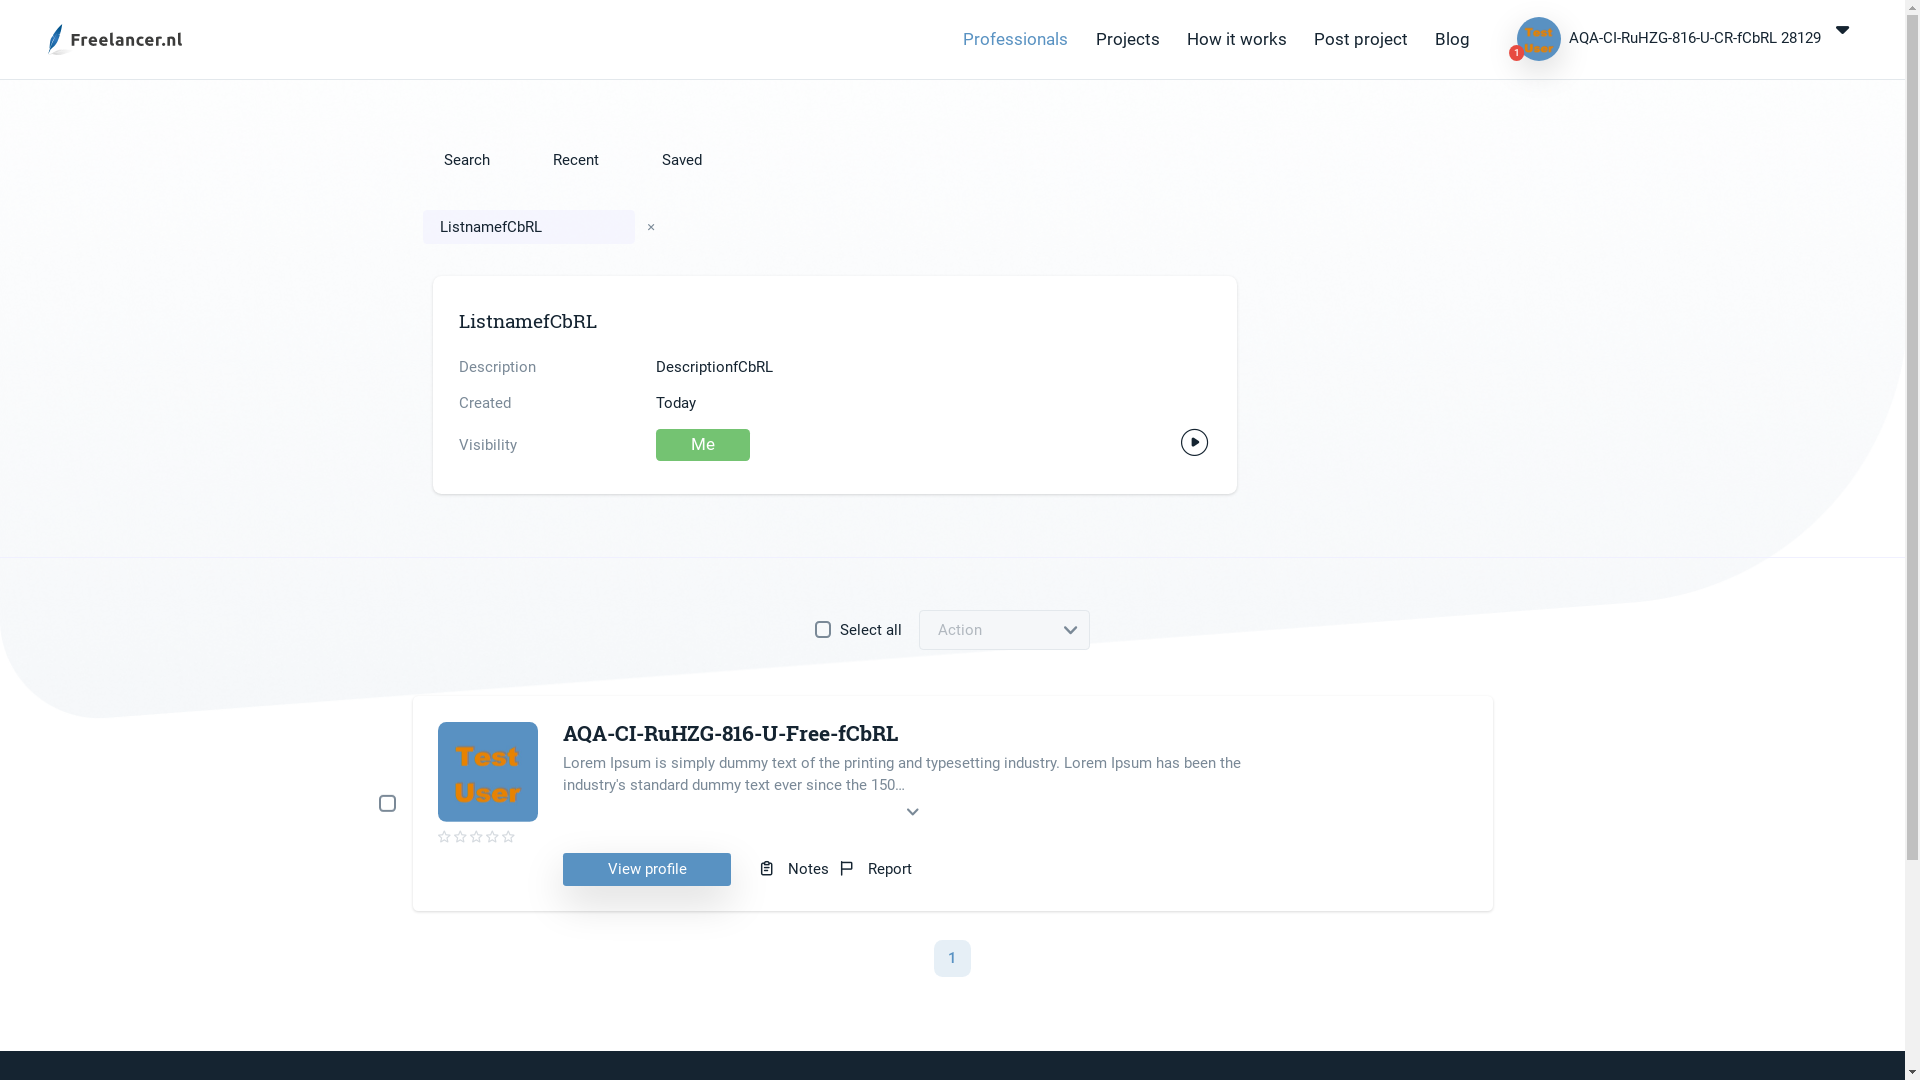 Freelancer.nl
Professionals
Projects
How it works
Post project
Blog
Test
User
1
AQA-CI-RuHZG-816-U-CR-fCbRL 28129
Search
Recent
Saved
ListnamefCbRL
×
ListnamefCbRL
Description
DescriptionfCbRL
Created
Today
Visibility
Me
Select all
Action
Test
User
AQA-CI-RuHZG-816-U-Free-fCbRL
Lorem Ipsum is simply dummy text of the printing and typesetting industry. Lorem Ipsum has been the
industry's standard dummy text ever since the 150...
View profile
Notes
Report
1